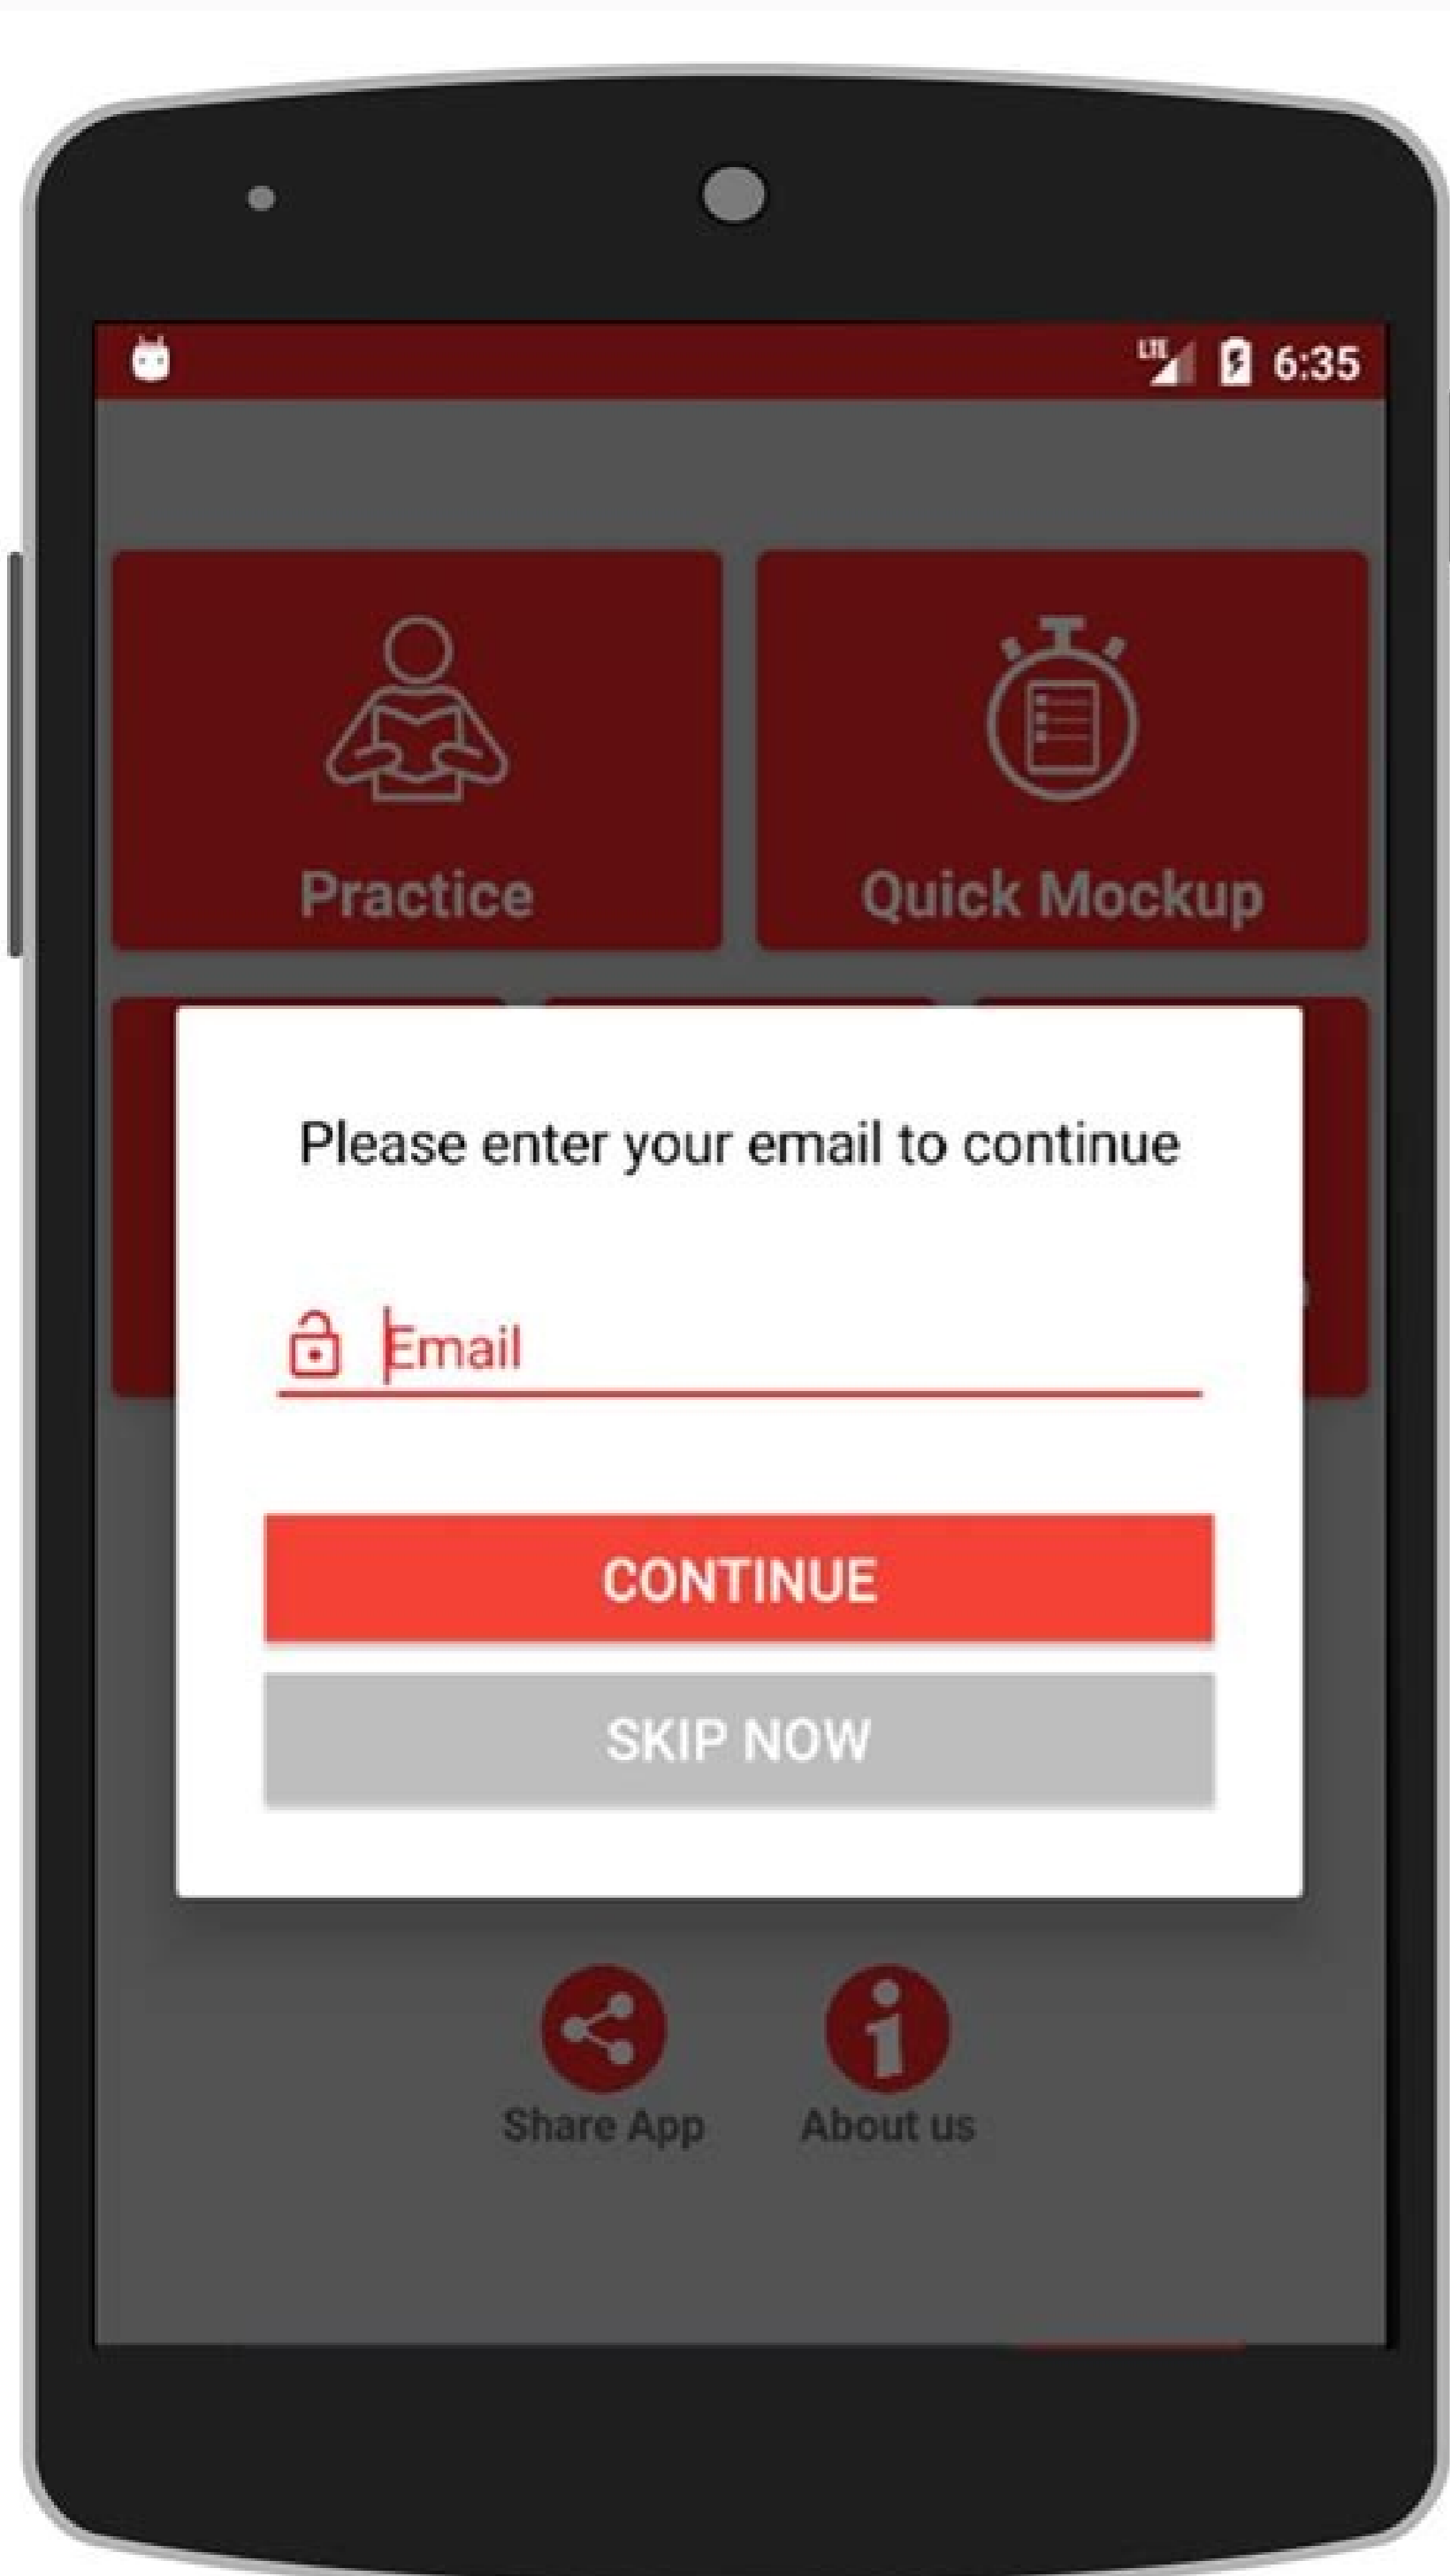 LTE 6:35
Practice
Quick Mockup
Please enter your email to continue
Email
CONTINUE
SKIP NOW
Share App
About us